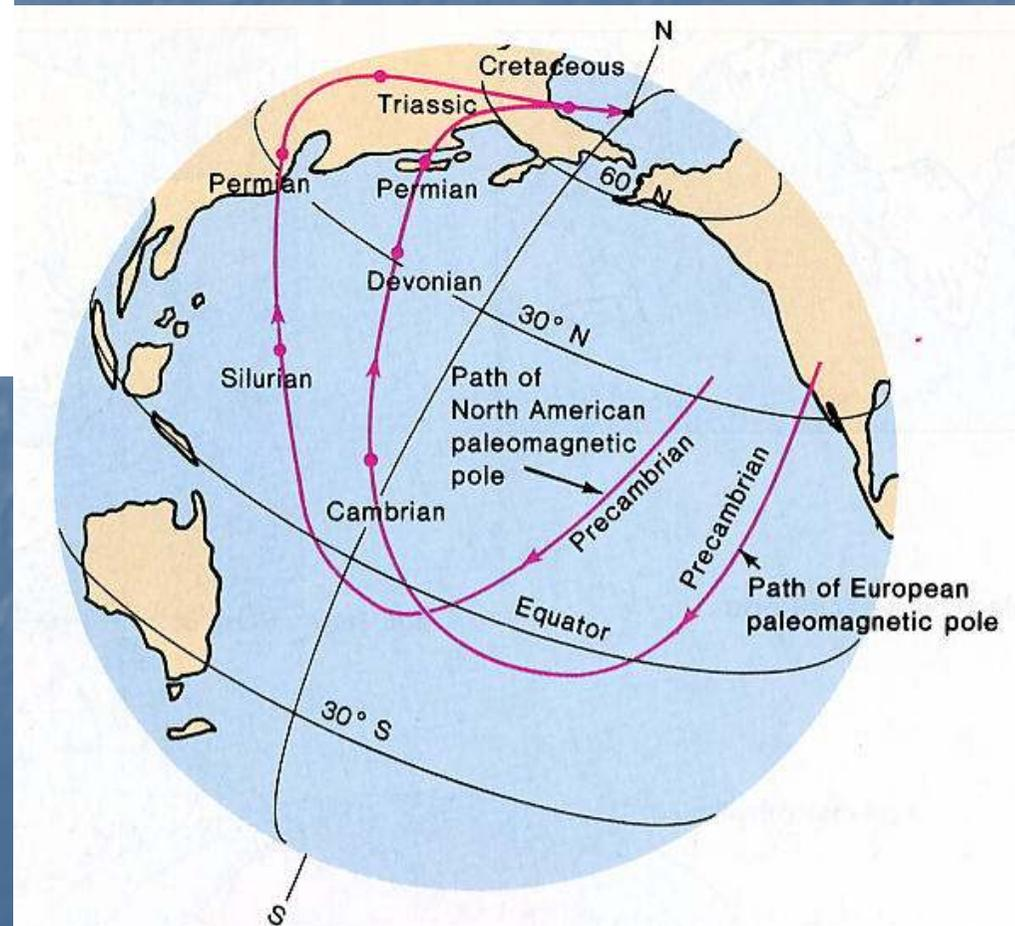 N
Cretaceous
Triassic
Permian
Permian
60 N
Devonian
30° N
Silurian
Path of
North American
paleomagnetic
pole
Precambrian
Precambrian
Cambrian
Path of European
paleomagnetic pole
Equator
30° S
S